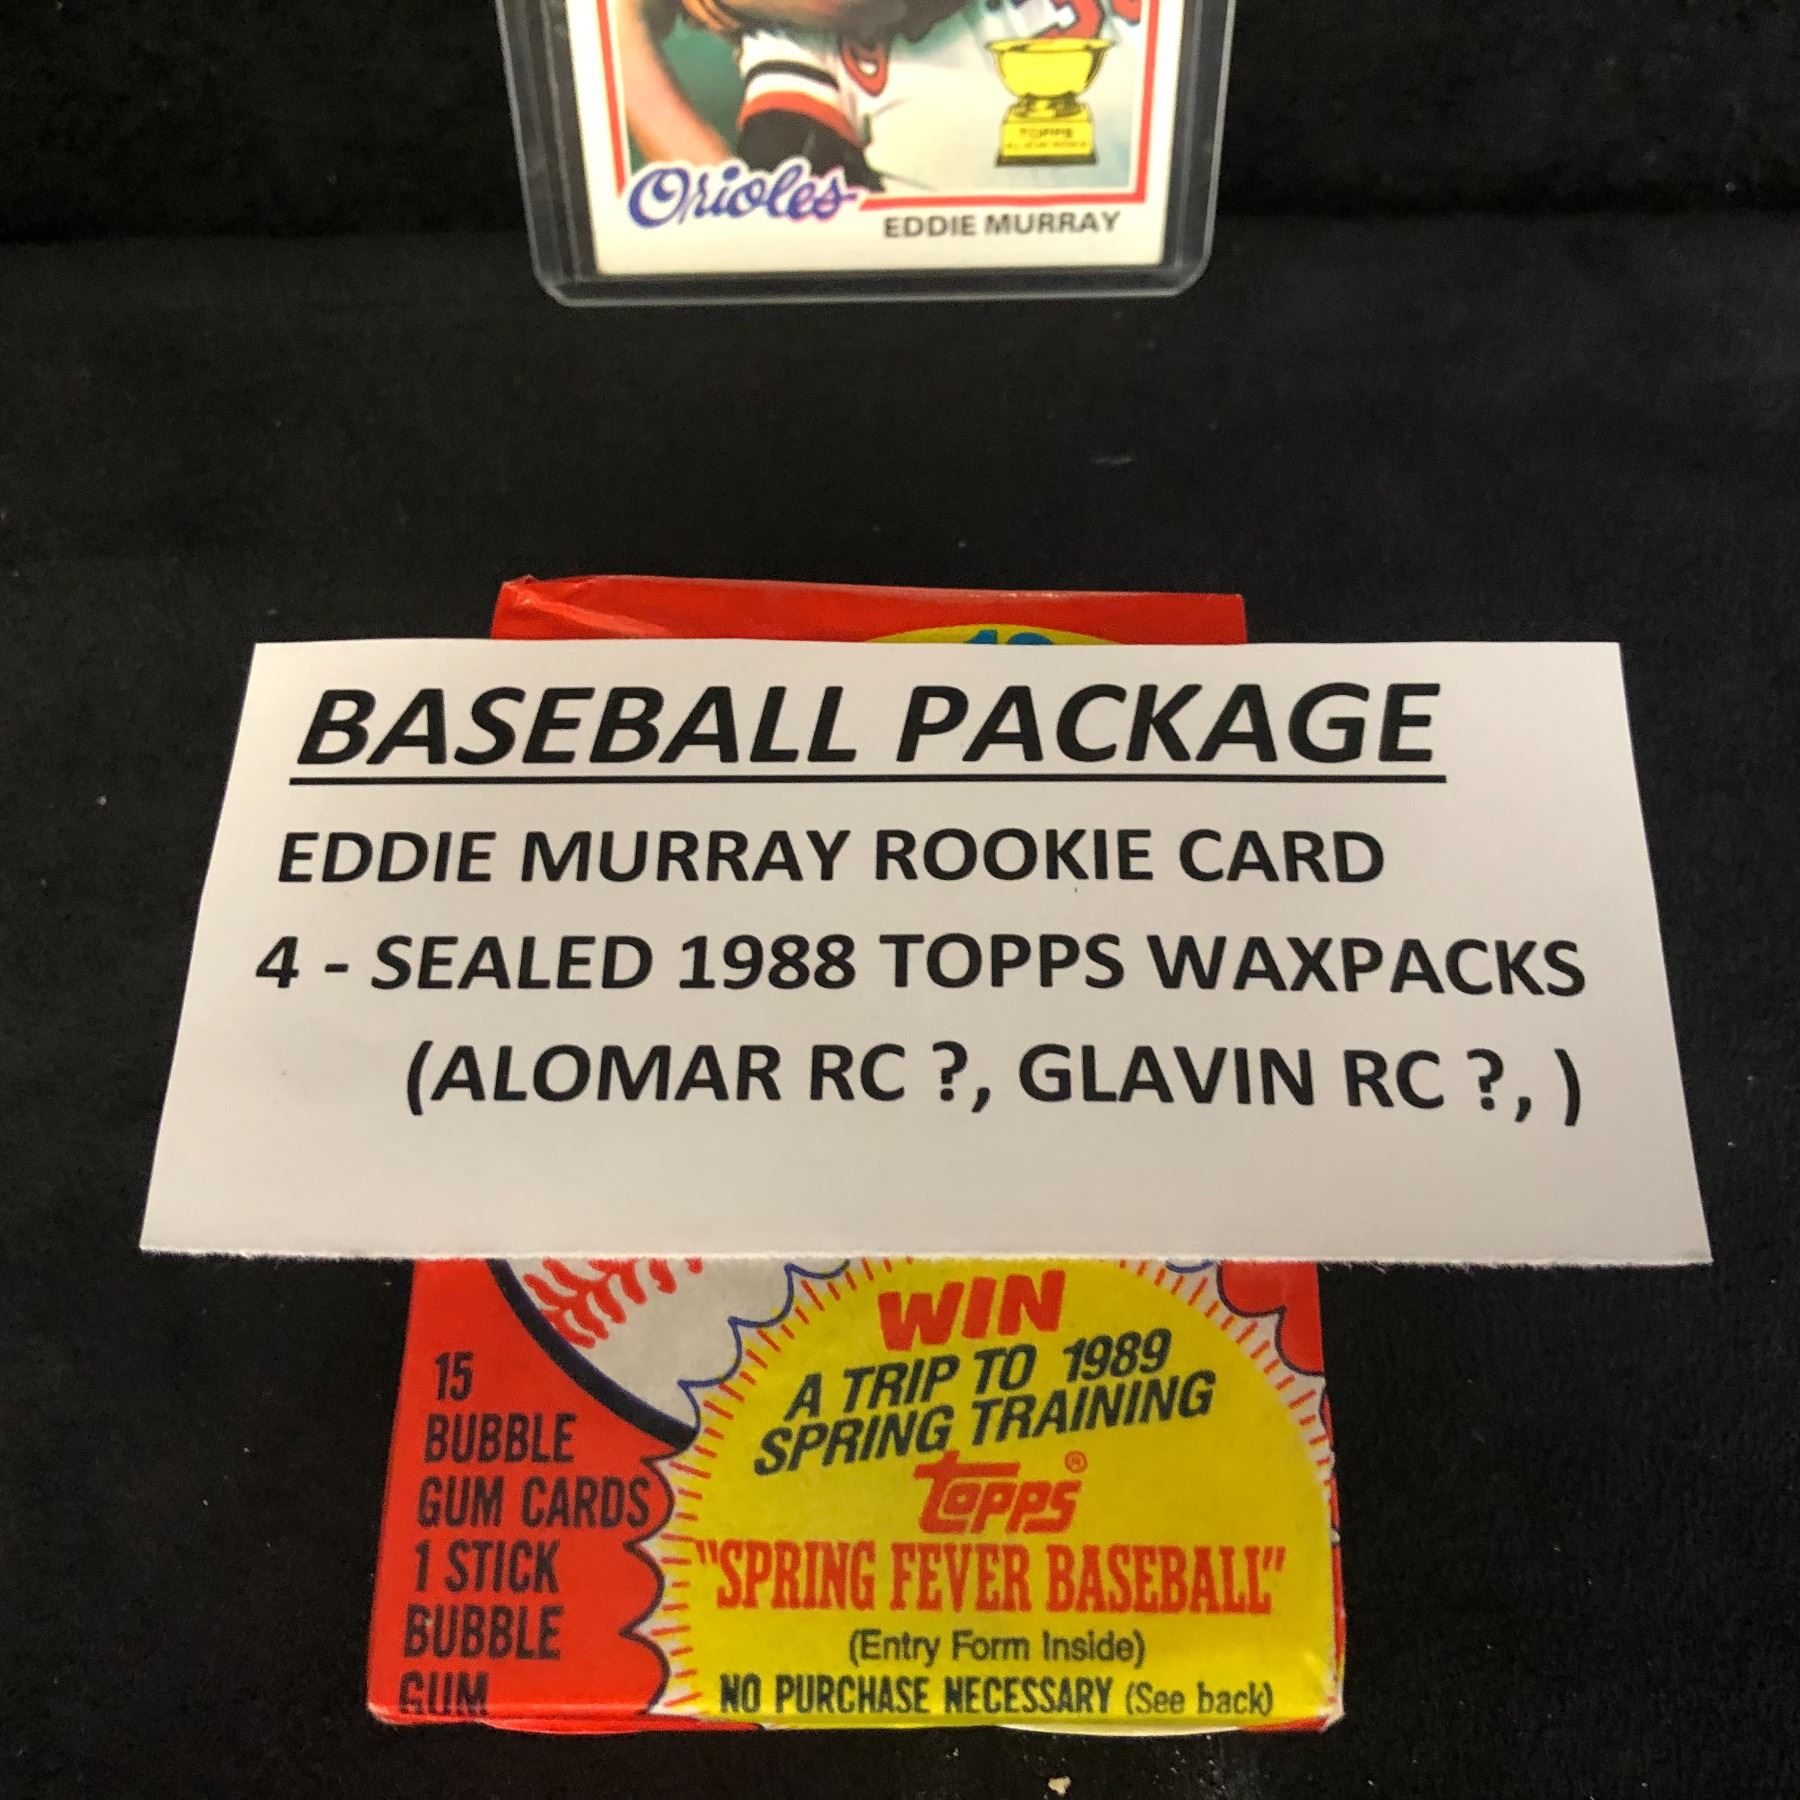 TOPPS
Orioles
EDDIE MURRAY
BASEBALL PACKAGE
EDDIE MURRAY ROOKIE CARD
4 - SEALED 1988 TOPPS WAXPACKS
(ALOMAR RC ?, GLAVIN RC ?, )
WIN
A TRIP TO 1989
SPRING TRAINING
topps®
"SPRING FEVER BASEBALL"
(Entry Form Inside)
NO PURCHASE NECESSARY (See back)
15
BUBBLE
GUM CARDS
1 STICK
BUBBLE
GUM